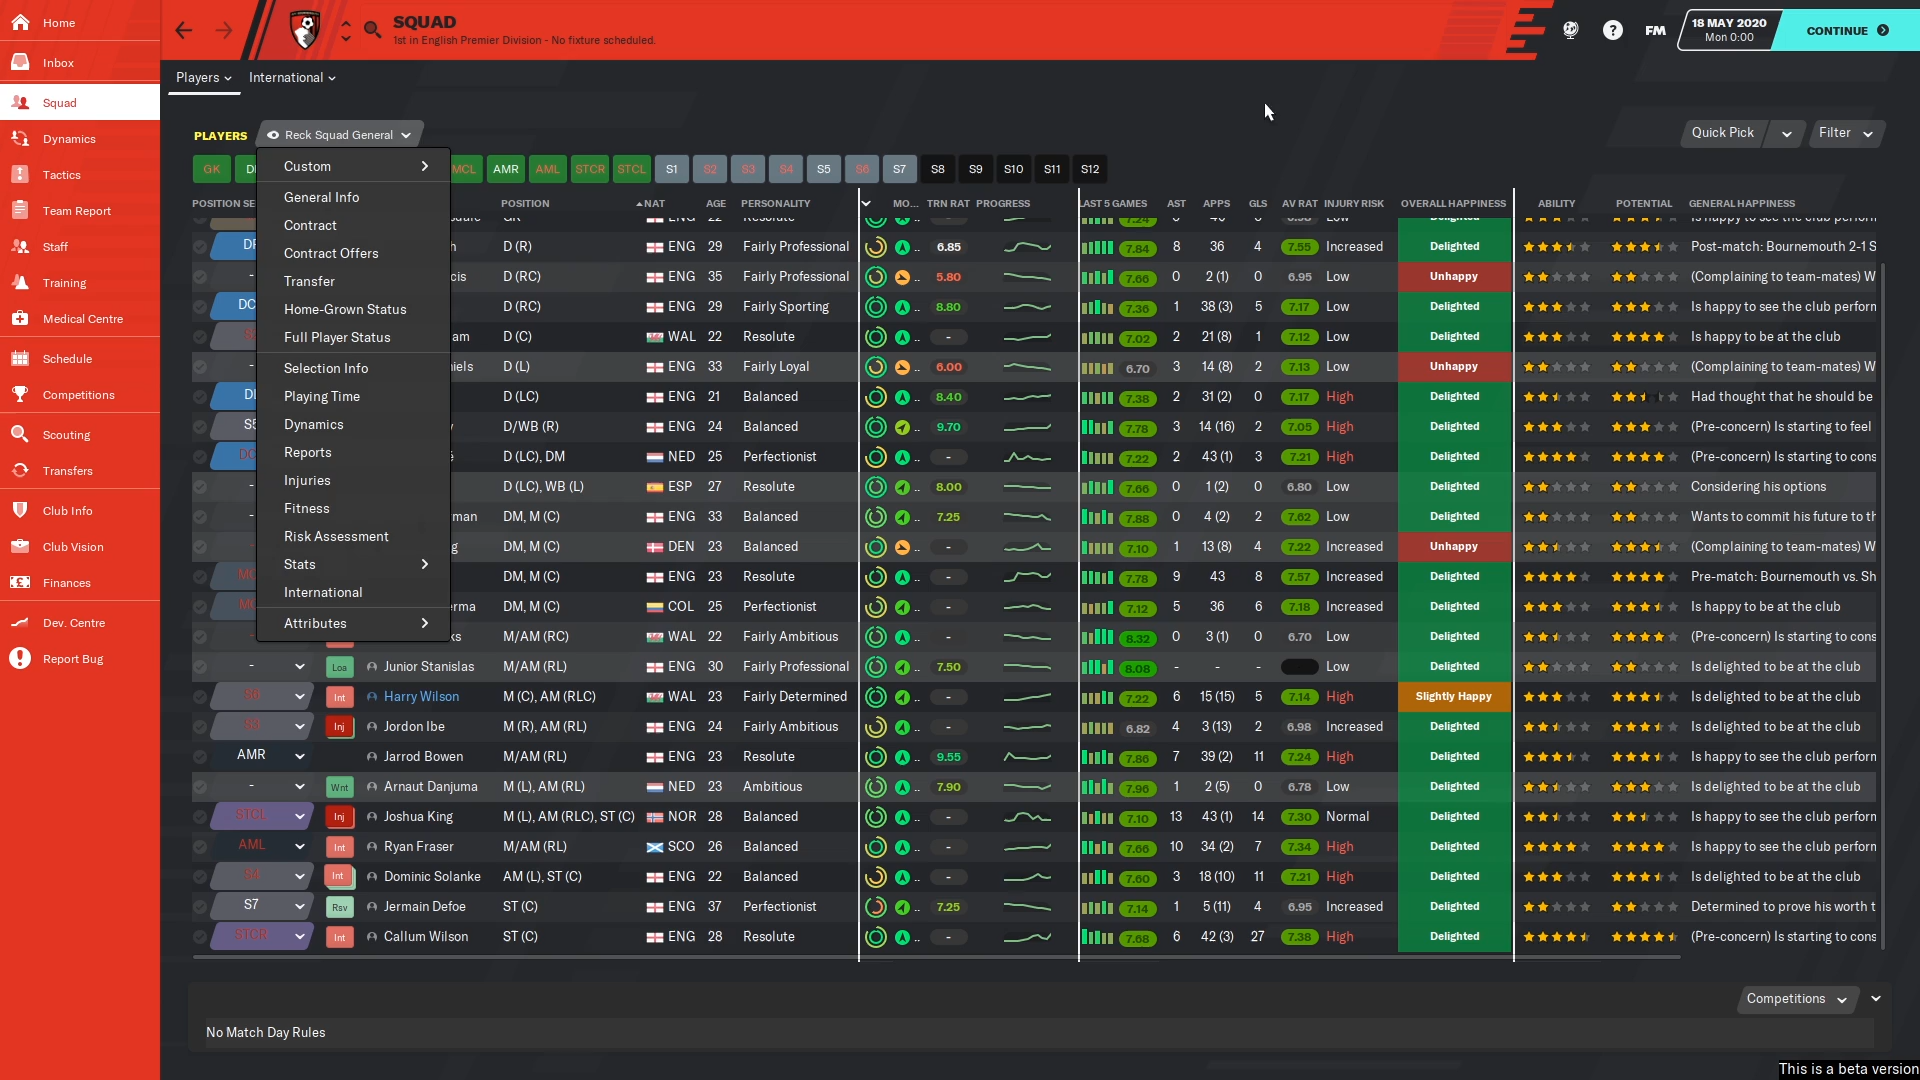 Home
SQUAD
1st in English Premier Division - No fixture scheduled.
FM
18 MAY 2020
Mon 0:00
CONTINUE
Inbox
Squad
Dynamics
Tactics
Team Report
Staff
Training
Medical Centre
Schedule
Competitions
Scouting
Transfers
Club Info
Club Vision
Finances
Dev. Centre
Report Bug
Players
International
PLAYERS
Reck Squad General
Quick Pick
Filter
GK
MCL AMR AML STCR STCL S1 S2 S3 S4 S5 S6 S7 S8 S9 S10 S11 S12
Custom
General Info
Contract
Contract Offers
Transfer
Home-Grown Status
Full Player Status
Selection Info
Playing Time
Dynamics
Reports
Injuries
Fitness
Risk Assessment
Stats
International
Attributes
POSITION SE POSITION NAT AGE PERSONALITY MO... TRN RAT PROGRESS LAST 5 GAMES AST APPS GLS AV RAT INJURY RISK OVERALL HAPPINESS ABILITY POTENTIAL GENERAL HAPPINESS
D (R) ENG 29 Fairly Professional 6.85 7.84 8 36 4 7.55 Increased Delighted Post-match: Bournemouth 2-1 S
cis D (RC) ENG 35 Fairly Professional 5.80 7.66 0 2 (1) 0 6.95 Low Unhappy (Complaining to team-mates) W
DC D (RC) ENG 29 Fairly Sporting 8.80 7.36 1 38 (3) 5 7.17 Low Delighted Is happy to see the club perform
am D (C) WAL 22 Resolute - 7.02 2 21 (8) 1 7.12 Low Delighted Is happy to be at the club
- iels D (L) ENG 33 Fairly Loyal 6.00 6.70 3 14 (8) 2 7.13 Low Unhappy (Complaining to team-mates) W
D (LC) ENG 21 Balanced 8.40 7.38 2 31 (2) 0 7.17 High Delighted Had thought that he should be
D/WB (R) ENG 24 Balanced 9.70 7.78 3 14 (16) 2 7.05 High Delighted (Pre-concern) Is starting to feel
DC D (LC), DM NED 25 Perfectionist - 7.22 2 43 (1) 3 7.21 High Delighted (Pre-concern) Is starting to cons
- D (LC), WB (L) ESP 27 Resolute 8.00 7.66 0 1 (2) 0 6.80 Low Delighted Considering his options
- rman DM, M (C) ENG 33 Balanced 7.25 7.88 0 4 (2) 2 7.62 Low Delighted Wants to commit his future to th
g DM, M (C) DEN 23 Balanced - 7.10 1 13 (8) 4 7.22 Increased Unhappy (Complaining to team-mates) W
DM, M (C) ENG 23 Resolute - 7.78 9 43 8 7.57 Increased Delighted Pre-match: Bournemouth vs. Sh
erma DM, M (C) COL 25 Perfectionist - 7.12 5 36 6 7.18 Increased Delighted Is happy to be at the club
ks M/AM (RC) WAL 22 Fairly Ambitious - 8.32 0 3 (1) 0 6.70 Low Delighted (Pre-concern) Is starting to cons
- Loa Junior Stanislas M/AM (RL) ENG 30 Fairly Professional 7.50 8.08 - - - Low Delighted Is delighted to be at the club
S6 Int Harry Wilson M (C), AM (RLC) WAL 23 Fairly Determined - 7.22 6 15 (15) 5 7.14 High Slightly Happy Is delighted to be at the club
Inj Jordon Ibe M (R), AM (RL) ENG 24 Fairly Ambitious - 6.82 4 3 (13) 2 6.98 Increased Delighted Is delighted to be at the club
AMR Jarrod Bowen M/AM (RL) ENG 23 Resolute 9.55 7.86 7 39 (2) 11 7.24 High Delighted Is happy to see the club perform
- Wnt Arnaut Danjuma M (L), AM (RL) NED 23 Ambitious 7.90 7.96 1 2 (5) 0 6.78 Low Delighted Is delighted to be at the club
STCL Inj Joshua King M (L), AM (RLC), ST (C) NOR 28 Balanced - 7.10 13 43 (1) 14 7.30 Normal Delighted Is happy to see the club perform
AML Int Ryan Fraser M/AM (RL) SCO 26 Balanced - 7.66 10 34 (2) 7 7.34 High Delighted (Pre-concern) Is starting to cons
Int Dominic Solanke AM (L), ST (C) ENG 22 Balanced - 7.60 3 18 (10) 11 7.21 High Delighted Is delighted to be at the club
S7 Rsv Jermain Defoe ST (C) ENG 37 Perfectionist 7.25 7.14 1 5 (11) 4 6.95 Increased Delighted Determined to prove his worth t
STCR Int Callum Wilson ST (C) ENG 28 Resolute - 7.68 6 42 (3) 27 7.38 High Delighted (Pre-concern) Is starting to cons
Competitions
No Match Day Rules
This is a beta version